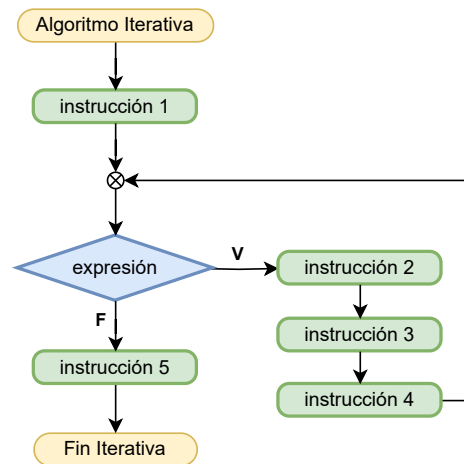 Algoritmo Iterativa
instrucción 1
expresión
V
instrucción 2
F
instrucción 3
instrucción 5
instrucción 4
Fin Iterativa